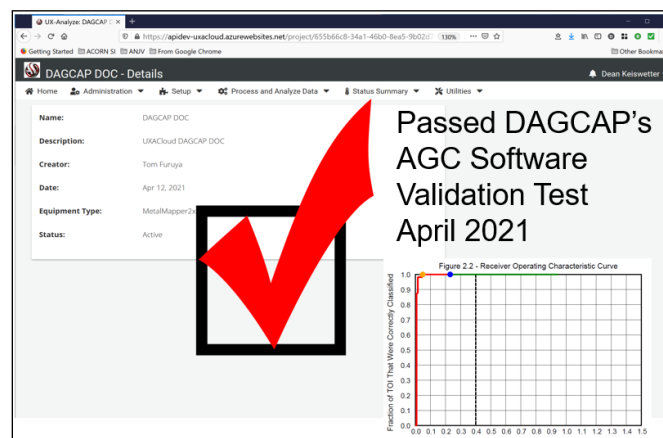 UX-Analyze: DAGCAP D
https://apidev-uxacloud.azurewebsites.net/project/655b66c8-34a1-46b0-8ea5-9b02d
130%
Getting Started ACORN SI ANJV From Google Chrome Other Bookma
DAGCAP DOC - Details Dean Keiswetter
Home Administration Setup Process and Analyze Data Status Summary Utilities
Name: DAGCAP DOC
Description: UXACloud DAGCAP DOC
Creator: Tom Furuya
Date: Apr 12, 2021
Equipment Type: MetalMapper2x
Status: Active
Passed DAGCAP's
AGC Software
Validation Test
April 2021
Figure 2.2 - Receiver Operating Characteristic Curve
Fraction of TOI That Were Correctly Classified
1.0
0.9
0.8
0.7
0.6
0.5
0.4
0.3
0.2
0.1
0.0
0.0 0.1 0.2 0.3 0.4 0.5 0.6 0.7 0.8 0.9 1.0 1.1 1.2 1.3 1.4 1.5